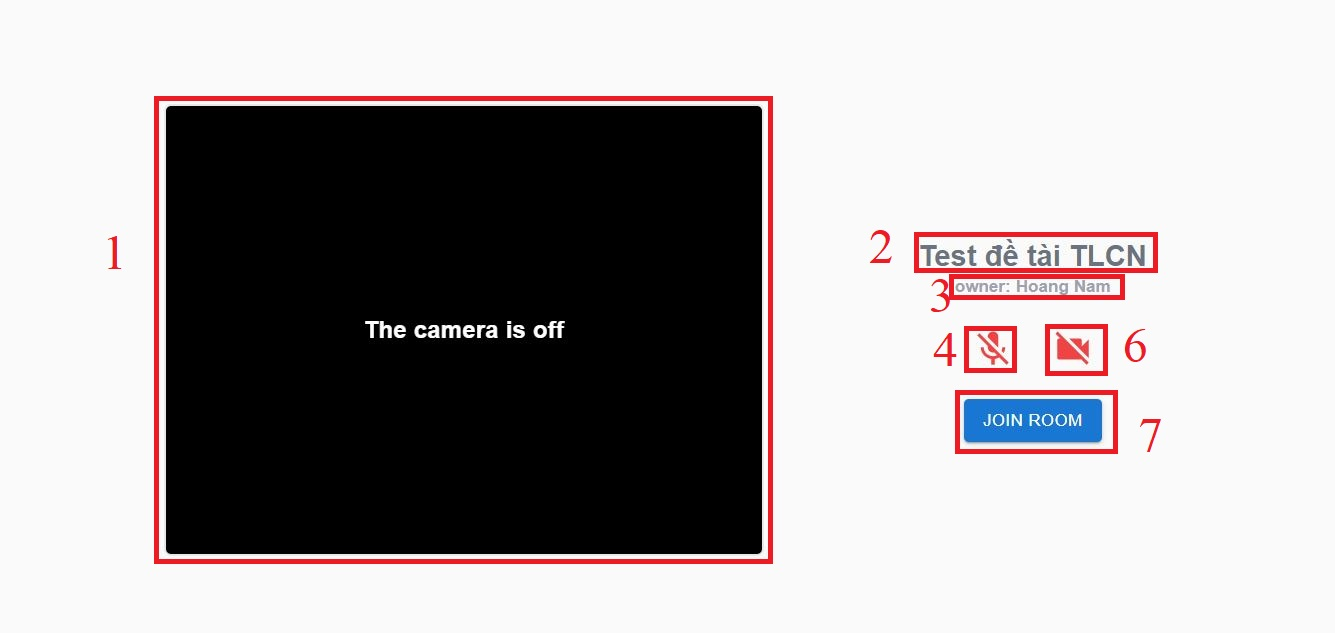 1
The camera is off
2
Test đề tài TLCN
3
owner: Hoang Nam
4
6
JOIN ROOM
7